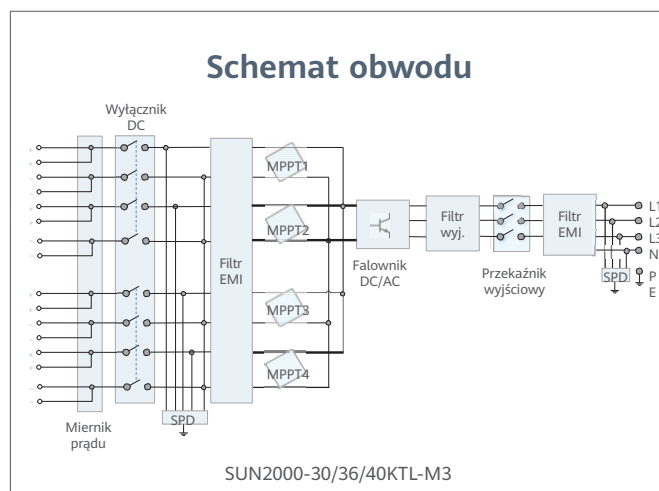 Schemat obwodu
Wyłącznik
DC
MPPT1
MPPT2
MPPT3
MPPT4
Filtr
EMI
Falownik
DC/AC
Filtr
wyj.
Przekaźnik
wyjściowy
Filtr
EMI
L1
L2
L3
N
P
E
SPD
SPD
Miernik
prądu
SUN2000-30/36/40KTL-M3